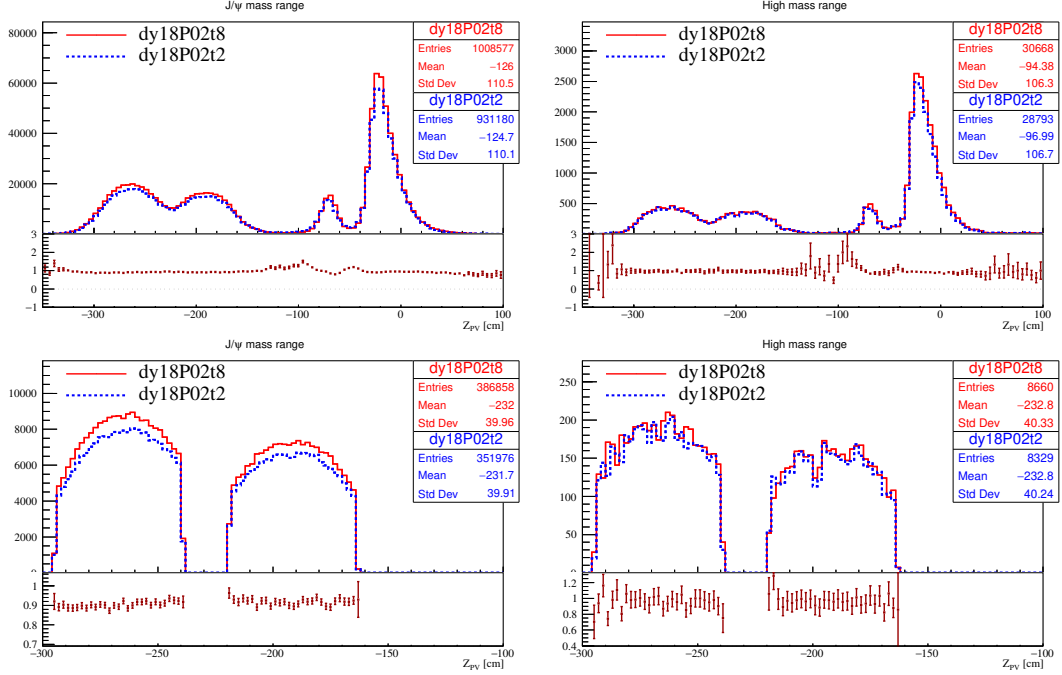 J/ψ mass range
80000
60000
40000
20000
3
dy18P02t8
dy18P02t2
dy18P02t8
Entries 1008577
Mean −126
Std Dev 110.5
dy18P02t2
Entries 931180
Mean −124.7
Std Dev 110.1
2
1
0
−1
−300 −200 −100 0 100
Z_PV [cm]
High mass range
3000
2500
2000
1500
1000
500
3
dy18P02t8
dy18P02t2
dy18P02t8
Entries 30668
Mean −94.38
Std Dev 106.3
dy18P02t2
Entries 28793
Mean −96.99
Std Dev 106.7
2
1
0
−1
−300 −200 −100 0 100
Z_PV [cm]
J/ψ mass range
10000
8000
6000
4000
2000
dy18P02t8
dy18P02t2
dy18P02t8
Entries 386858
Mean −232
Std Dev 39.96
dy18P02t2
Entries 351976
Mean −231.7
Std Dev 39.91
1
0.9
0.8
0.7
−300 −250 −200 −150 −100
Z_PV [cm]
High mass range
250
200
150
100
50
0
dy18P02t8
dy18P02t2
dy18P02t8
Entries 8660
Mean −232.8
Std Dev 40.33
dy18P02t2
Entries 8329
Mean −232.8
Std Dev 40.24
1.2
1
0.8
0.6
0.4
−300 −250 −200 −150 −100
Z_PV [cm]